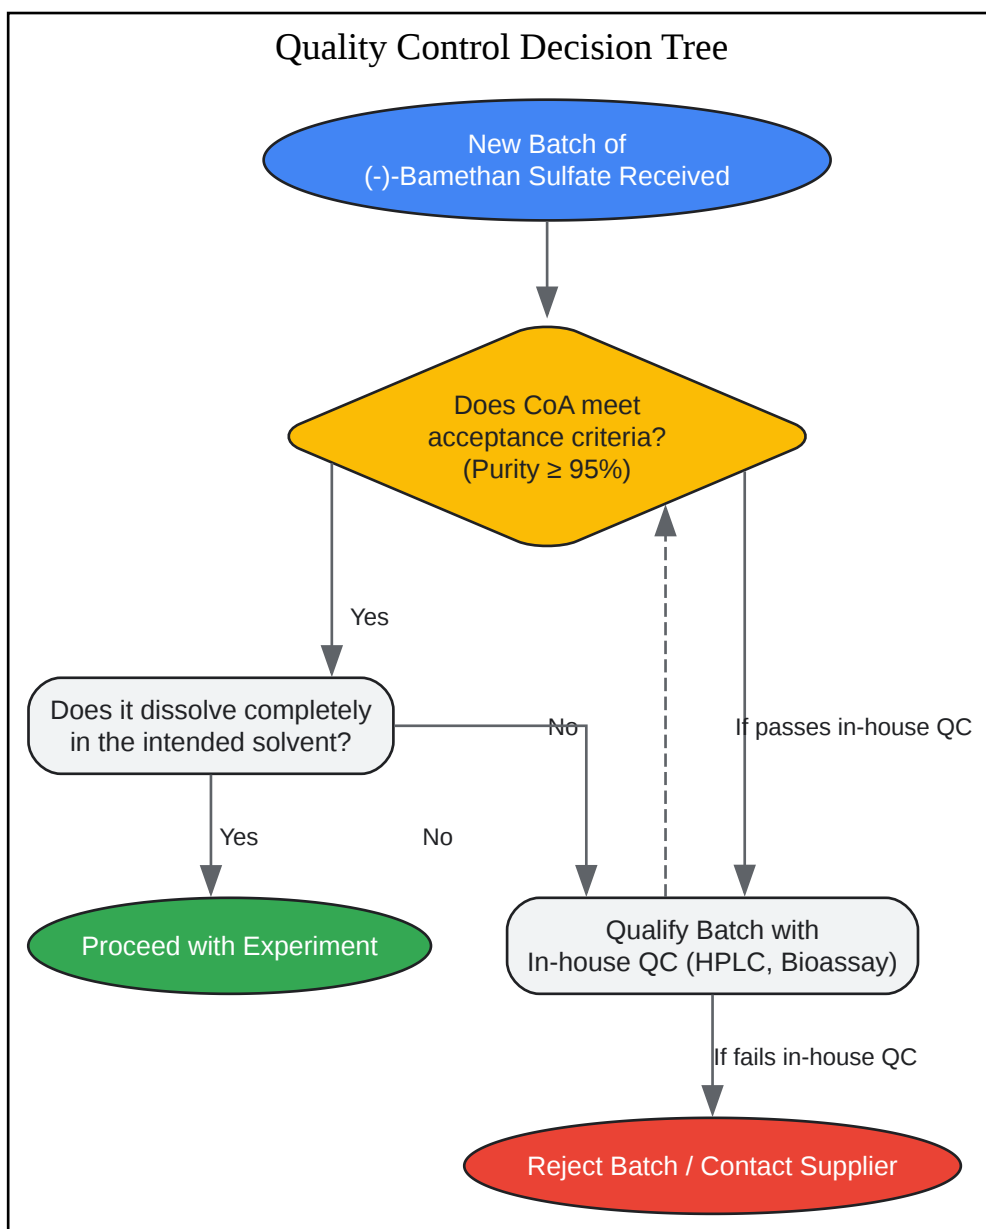 Quality Control Decision Tree
New Batch of
(-)-Bamethan Sulfate Received
Does CoA meet
acceptance criteria?
(Purity ≥ 95%)
Yes
Does it dissolve completely
in the intended solvent?
No
If passes in-house QC
Yes
No
Proceed with Experiment
Qualify Batch with
In-house QC (HPLC, Bioassay)
If fails in-house QC
Reject Batch / Contact Supplier